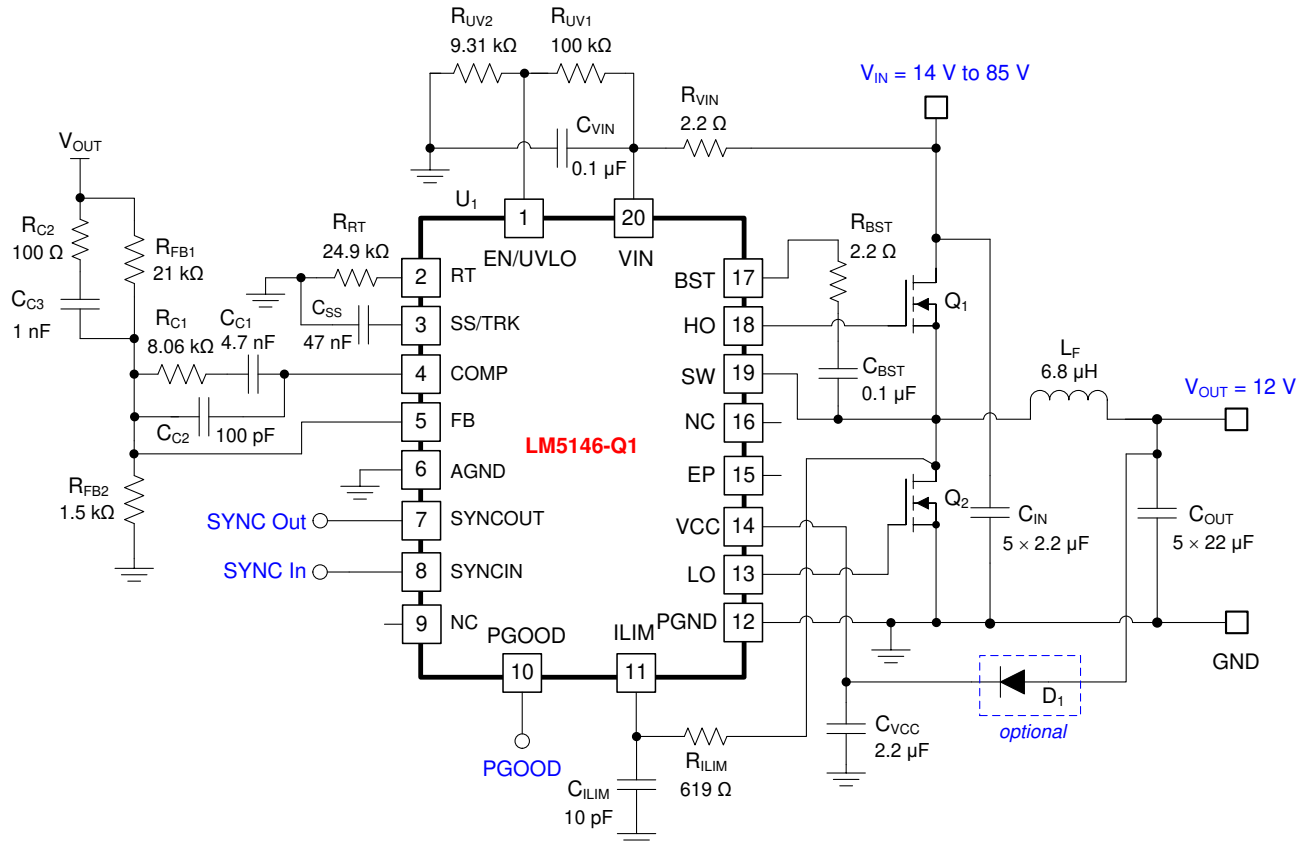 RUV2
9.31 kΩ
RUV1
100 kΩ
VIN = 14 V to 85 V
RVIN
2.2 Ω
CVIN
0.1 µF
VOUT
RC2
100 Ω
RFB1
21 kΩ
CC3
1 nF
RC1
8.06 kΩ
CC1
4.7 nF
CC2
100 pF
RFB2
1.5 kΩ
RRT
24.9 kΩ
CSS
47 nF
U1
1
EN/UVLO
20
VIN
2
RT
3
SS/TRK
4
COMP
5
FB
6
AGND
7
SYNCOUT
SYNC Out
8
SYNCIN
SYNC In
9
NC
LM5146-Q1
BST
17
HO
18
SW
19
NC
16
EP
15
VCC
14
LO
13
PGND
12
PGOOD
10
PGOOD
ILIM
11
RBST
2.2 Ω
CBST
0.1 µF
Q1
Q2
LF
6.8 µH
VOUT = 12 V
CIN
5 × 2.2 µF
COUT
5 × 22 µF
GND
D1
optional
CVCC
2.2 µF
RILIM
619 Ω
CILIM
10 pF